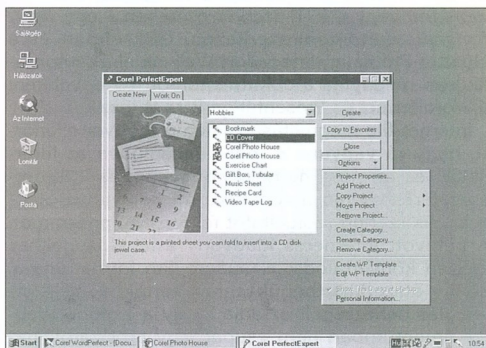 Sajátgép
Hálózatok
Az Internet
Lomtár
Posta
Corel PerfectExpert
Create New
Work On
Hobbies
Bookmark
CD Cover
Corel Photo House
Corel Photo House
Exercise Chart
Gift Box, Tubular
Music Sheet
Recipe Card
Video Tape Log
This project is a printed sheet you can fold to insert into a CD disk
jewel case.
Create
Copy to Favorites
Close
Options
Project Properties...
Add Project...
Copy Project
Move Project
Remove Project...
Create Category...
Rename Category...
Remove Category...
Create WP Template
Edit WP Template
Personal Information...
Start
Corel WordPerfect - [Docu...
Corel Photo House
Corel PerfectExpert
Hu
10:54